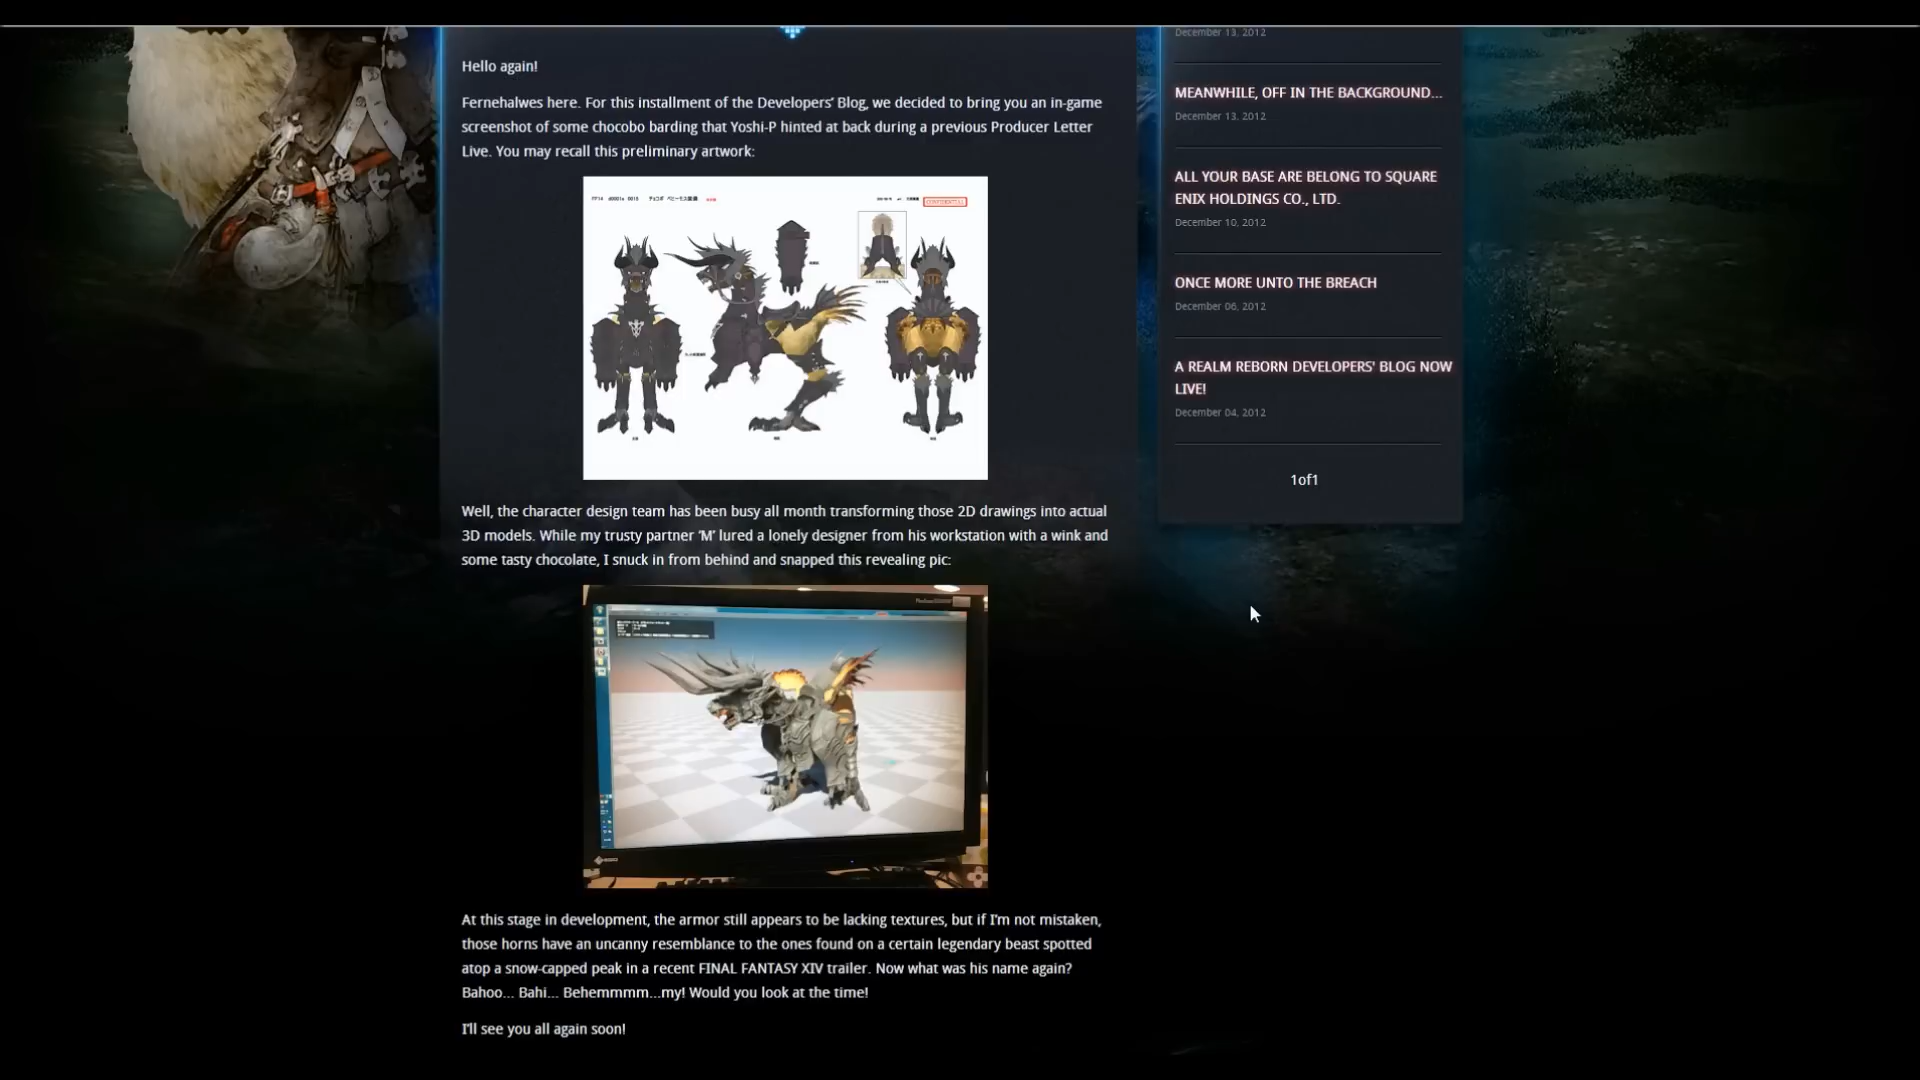 Hello again!
Fernehalwes here. For this installment of the Developers’ Blog, we decided to bring you an in-game
screenshot of some chocobo barding that Yoshi-P hinted at back during a previous Producer Letter
Live. You may recall this preliminary artwork:
CONFIDENTIAL
Well, the character design team has been busy all month transforming those 2D drawings into actual
3D models. While my trusty partner ‘M’ lured a lonely designer from his workstation with a wink and
some tasty chocolate, I snuck in from behind and snapped this revealing pic:
At this stage in development, the armor still appears to be lacking textures, but if I’m not mistaken,
those horns have an uncanny resemblance to the ones found on a certain legendary beast spotted
atop a snow-capped peak in a recent FINAL FANTASY XIV trailer. Now what was his name again?
Bahoo... Bahi... Behemmmm...my! Would you look at the time!
I’ll see you all again soon!
December 13, 2012
MEANWHILE, OFF IN THE BACKGROUND...
December 13, 2012
ALL YOUR BASE ARE BELONG TO SQUARE
ENIX HOLDINGS CO., LTD.
December 10, 2012
ONCE MORE UNTO THE BREACH
December 06, 2012
A REALM REBORN DEVELOPERS' BLOG NOW
LIVE!
December 04, 2012
1of1